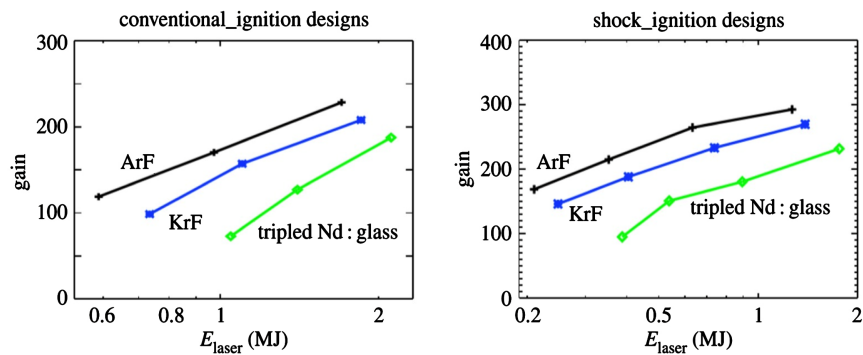 conventional_ignition designs
300
200
100
0
gain
ArF
KrF
tripled Nd : glass
0.6 0.8 1 2
E laser (MJ)
shock_ignition designs
400
300
200
100
0
gain
ArF
KrF
tripled Nd : glass
0.2 0.5 1 2
E laser (MJ)